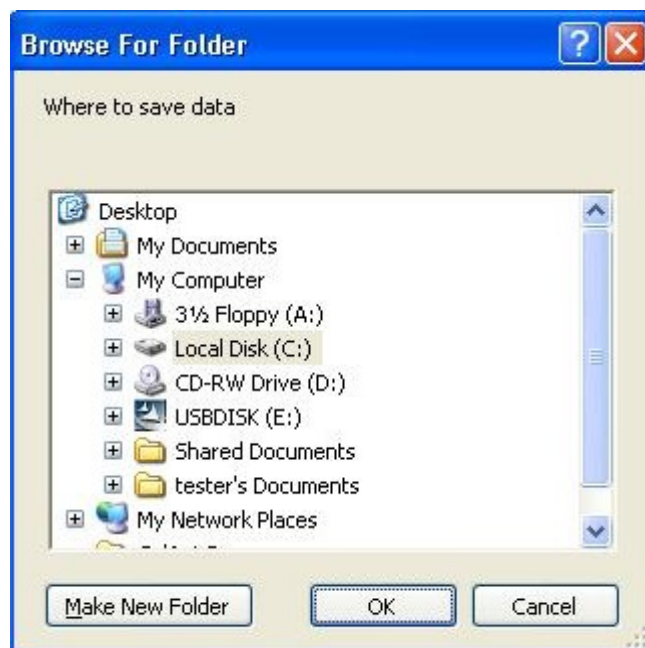 Browse For Folder
Where to save data
Desktop
My Documents
My Computer
3½ Floppy (A:)
Local Disk (C:)
CD-RW Drive (D:)
USBDISK (E:)
Shared Documents
tester's Documents
My Network Places
Make New Folder OK Cancel